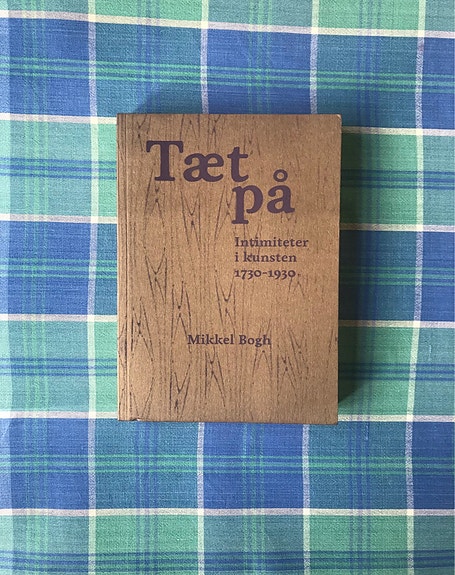 Tæt
på
Intimiteter
i kunsten
1730-1930
Mikkel Bogh